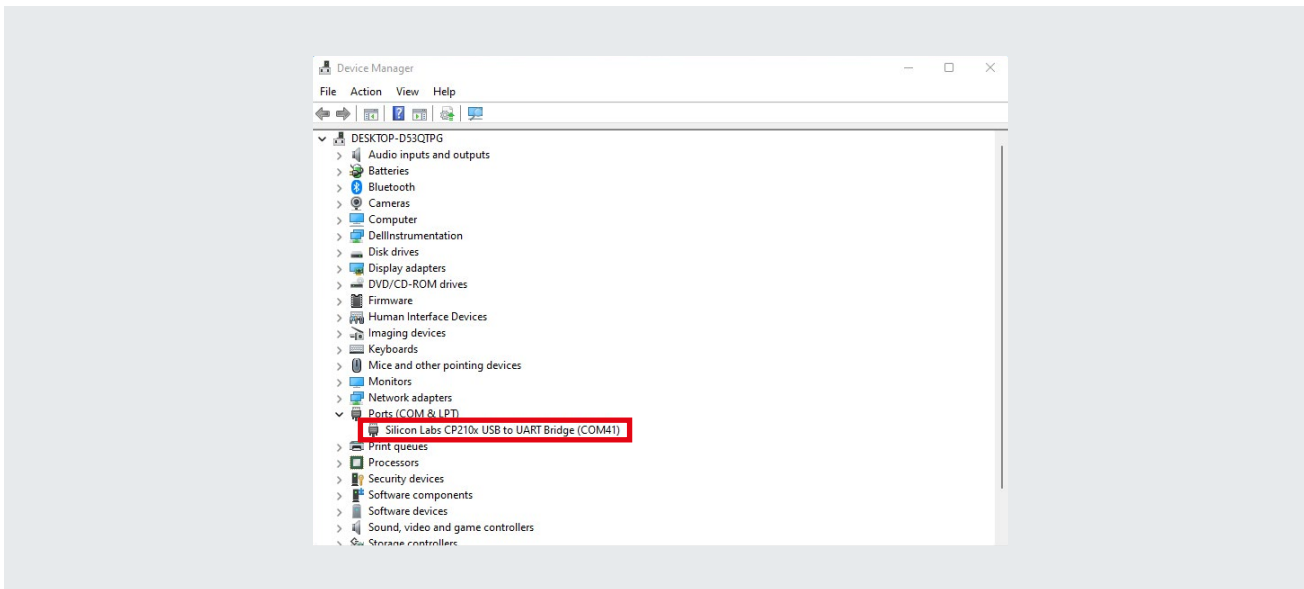 Device Manager
File Action View Help
DESKTOP-D53QTPG
Audio inputs and outputs
Batteries
Bluetooth
Cameras
Computer
DellInstrumentation
Disk drives
Display adapters
DVD/CD-ROM drives
Firmware
Human Interface Devices
Imaging devices
Keyboards
Mice and other pointing devices
Monitors
Network adapters
Ports (COM & LPT)
Silicon Labs CP210x USB to UART Bridge (COM41)
Print queues
Processors
Security devices
Software components
Software devices
Sound, video and game controllers
Storage controllers